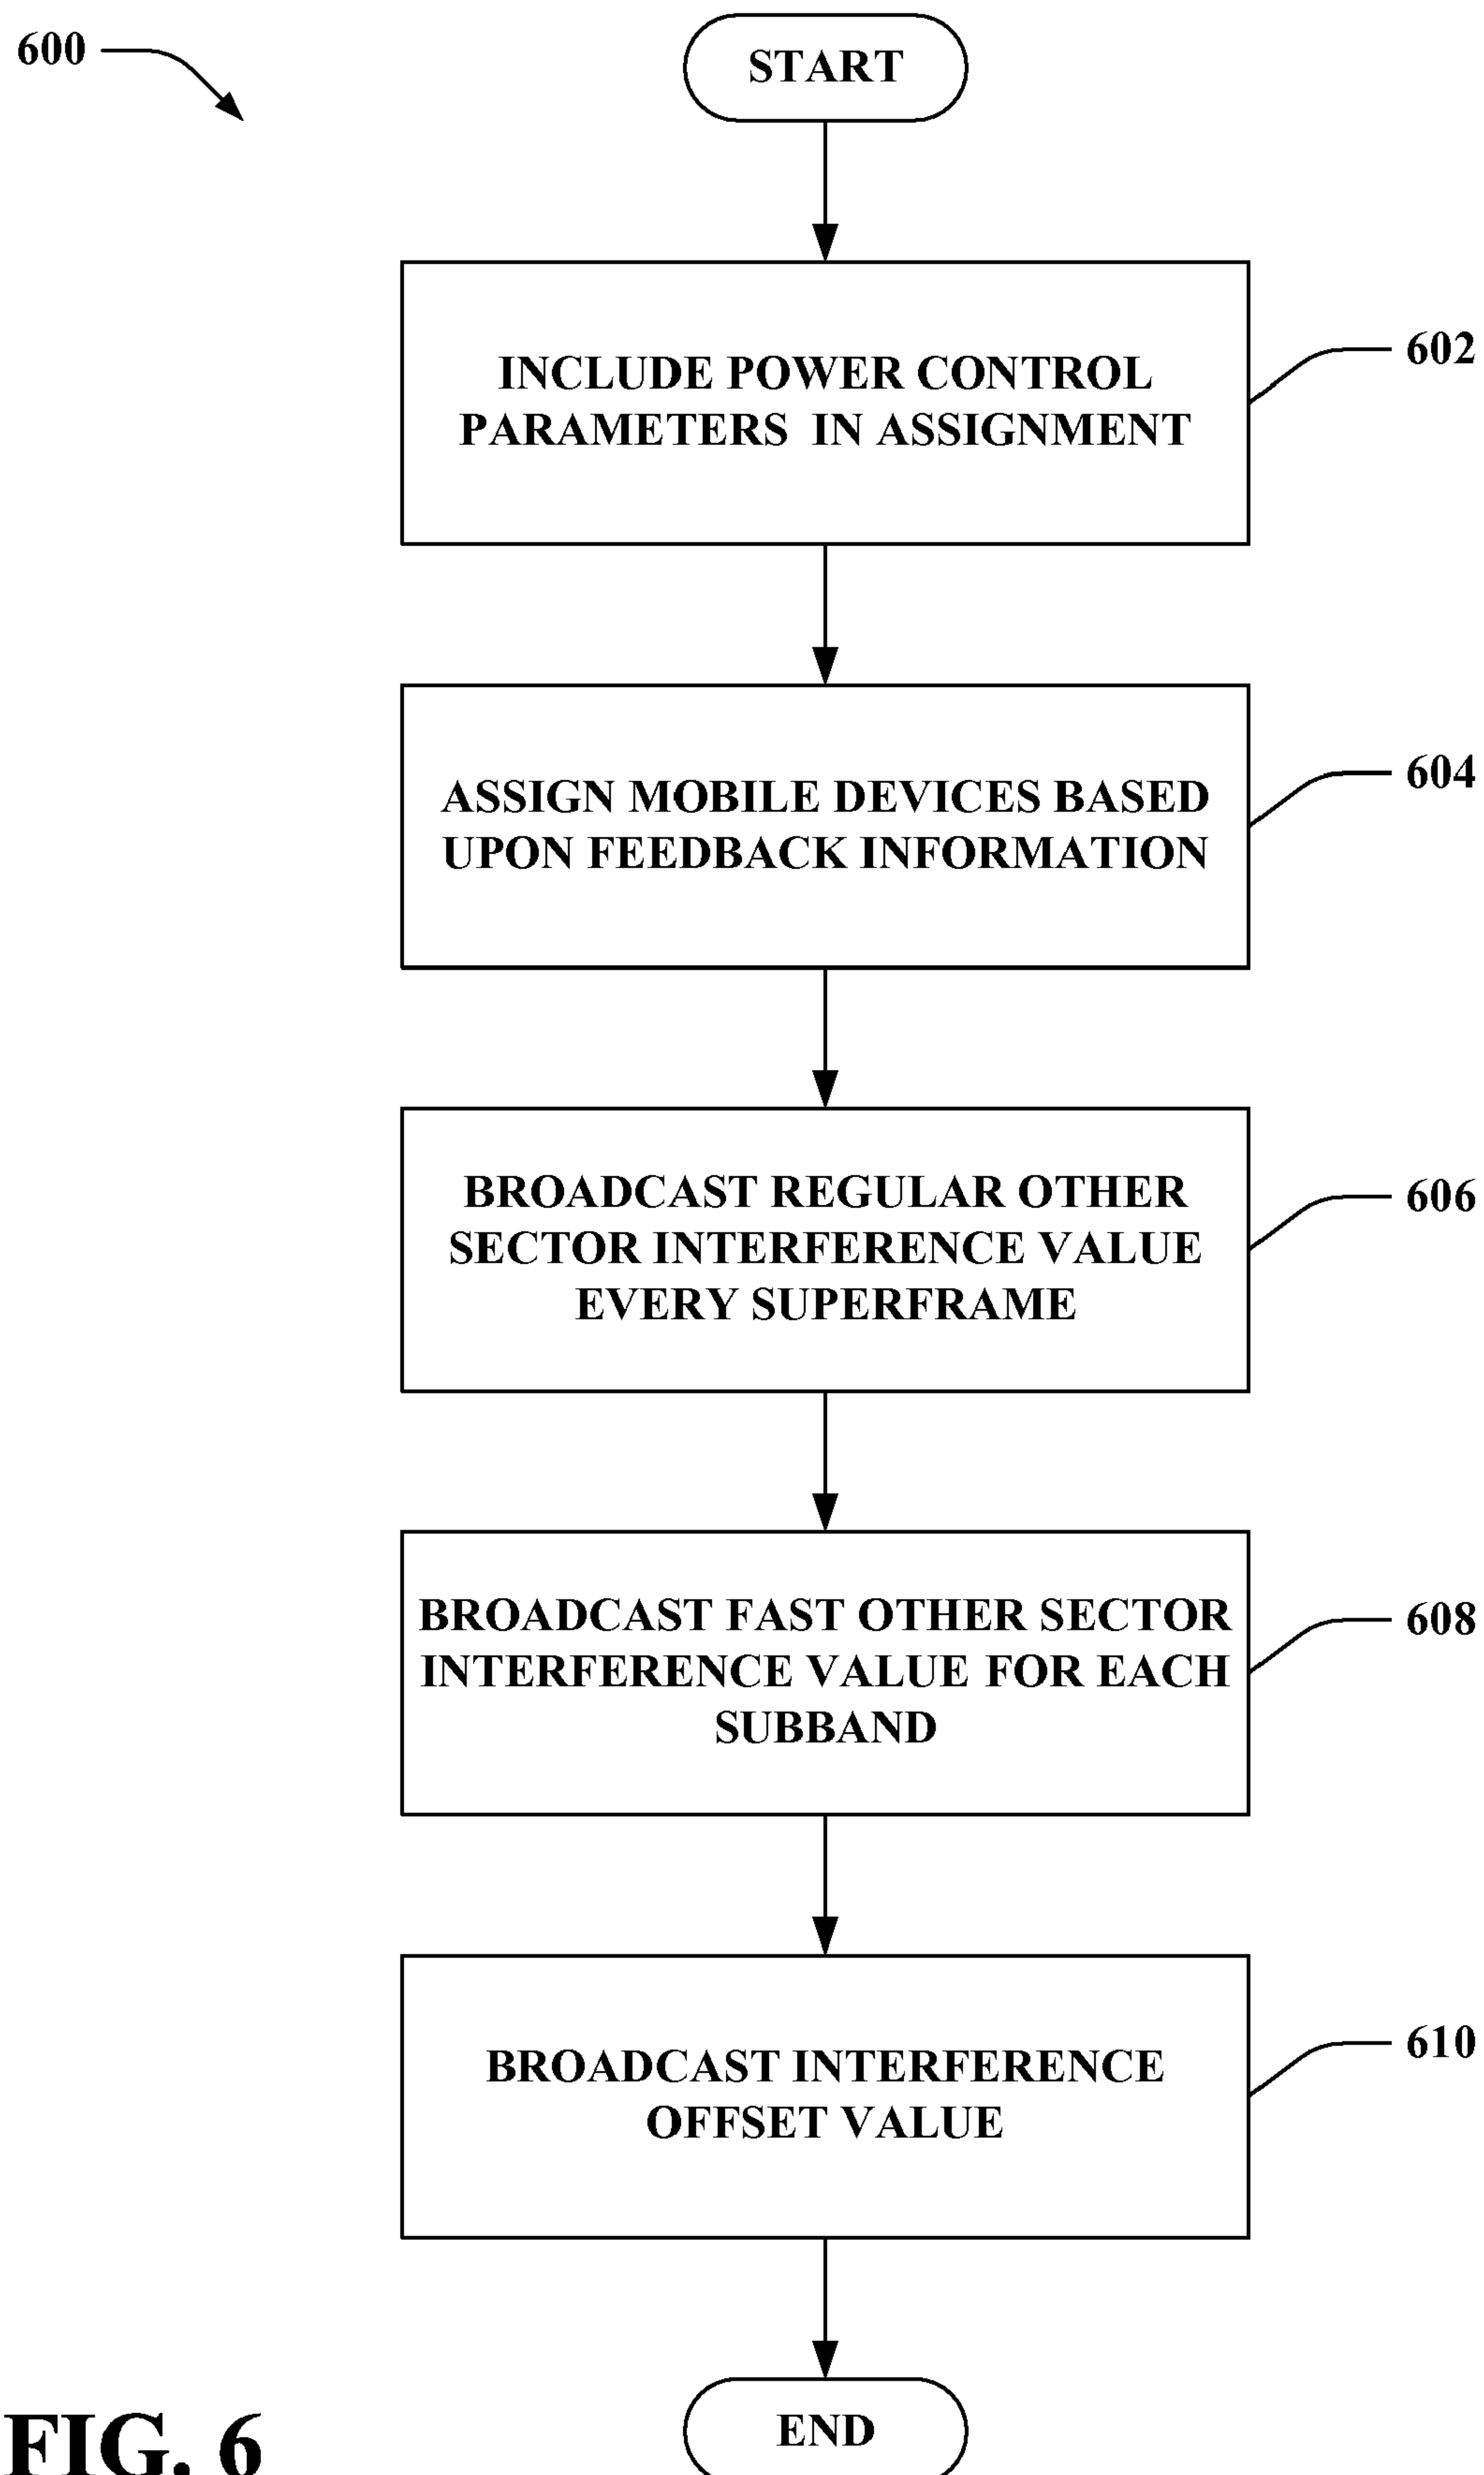 600
START
INCLUDE POWER CONTROL
PARAMETERS IN ASSIGNMENT
602
ASSIGN MOBILE DEVICES BASED
UPON FEEDBACK INFORMATION
604
BROADCAST REGULAR OTHER
SECTOR INTERFERENCE VALUE
EVERY SUPERFRAME
606
BROADCAST FAST OTHER SECTOR
INTERFERENCE VALUE FOR EACH
SUBBAND
608
BROADCAST INTERFERENCE
OFFSET VALUE
610
END
FIG. 6